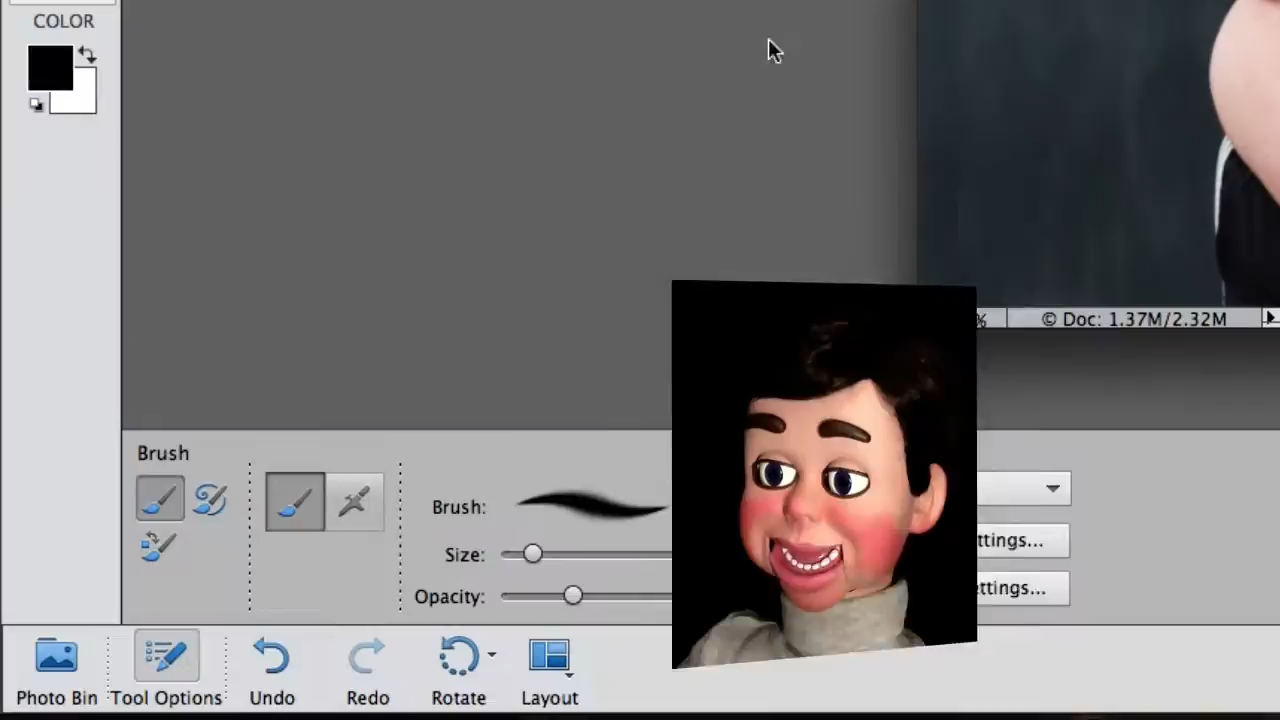 COLOR
% © Doc: 1.37M/2.32M
Brush
Brush:
Size:
ttings...
Opacity:
ettings...
Photo Bin Tool Options Undo Redo Rotate Layout